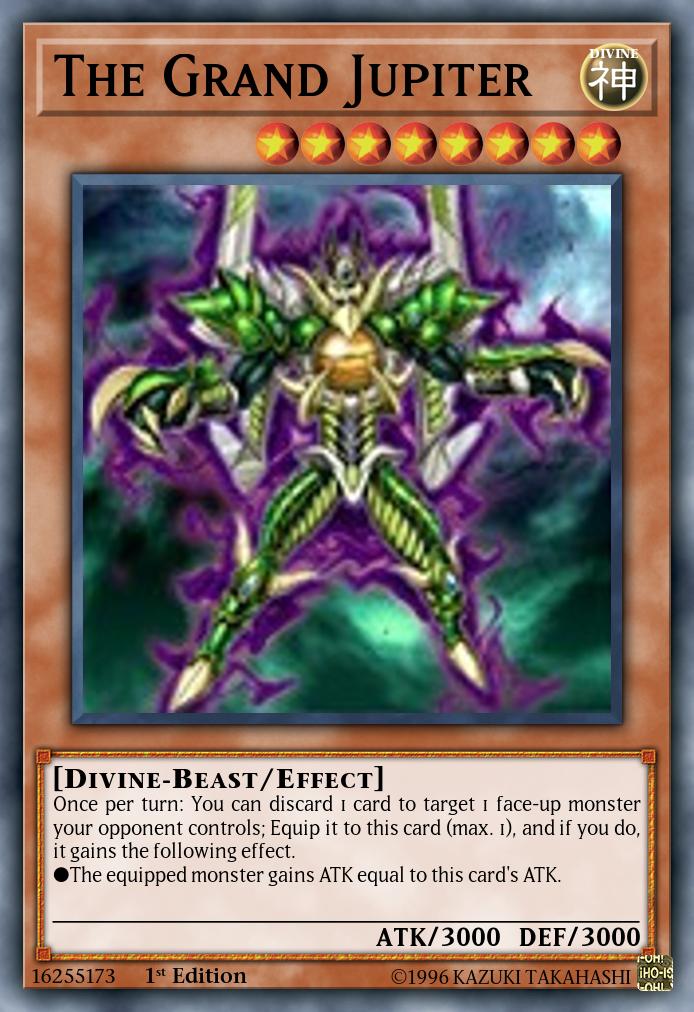 THE GRAND JUPITER
DIVINE
神
[DIVINE-BEAST/EFFECT]
Once per turn: You can discard 1 card to target 1 face-up monster
your opponent controls; Equip it to this card (max. 1), and if you do,
it gains the following effect.
●The equipped monster gains ATK equal to this card's ATK.
ATK/3000 DEF/3000
16255173 1st Edition ©1996 KAZUKI TAKAHASHI